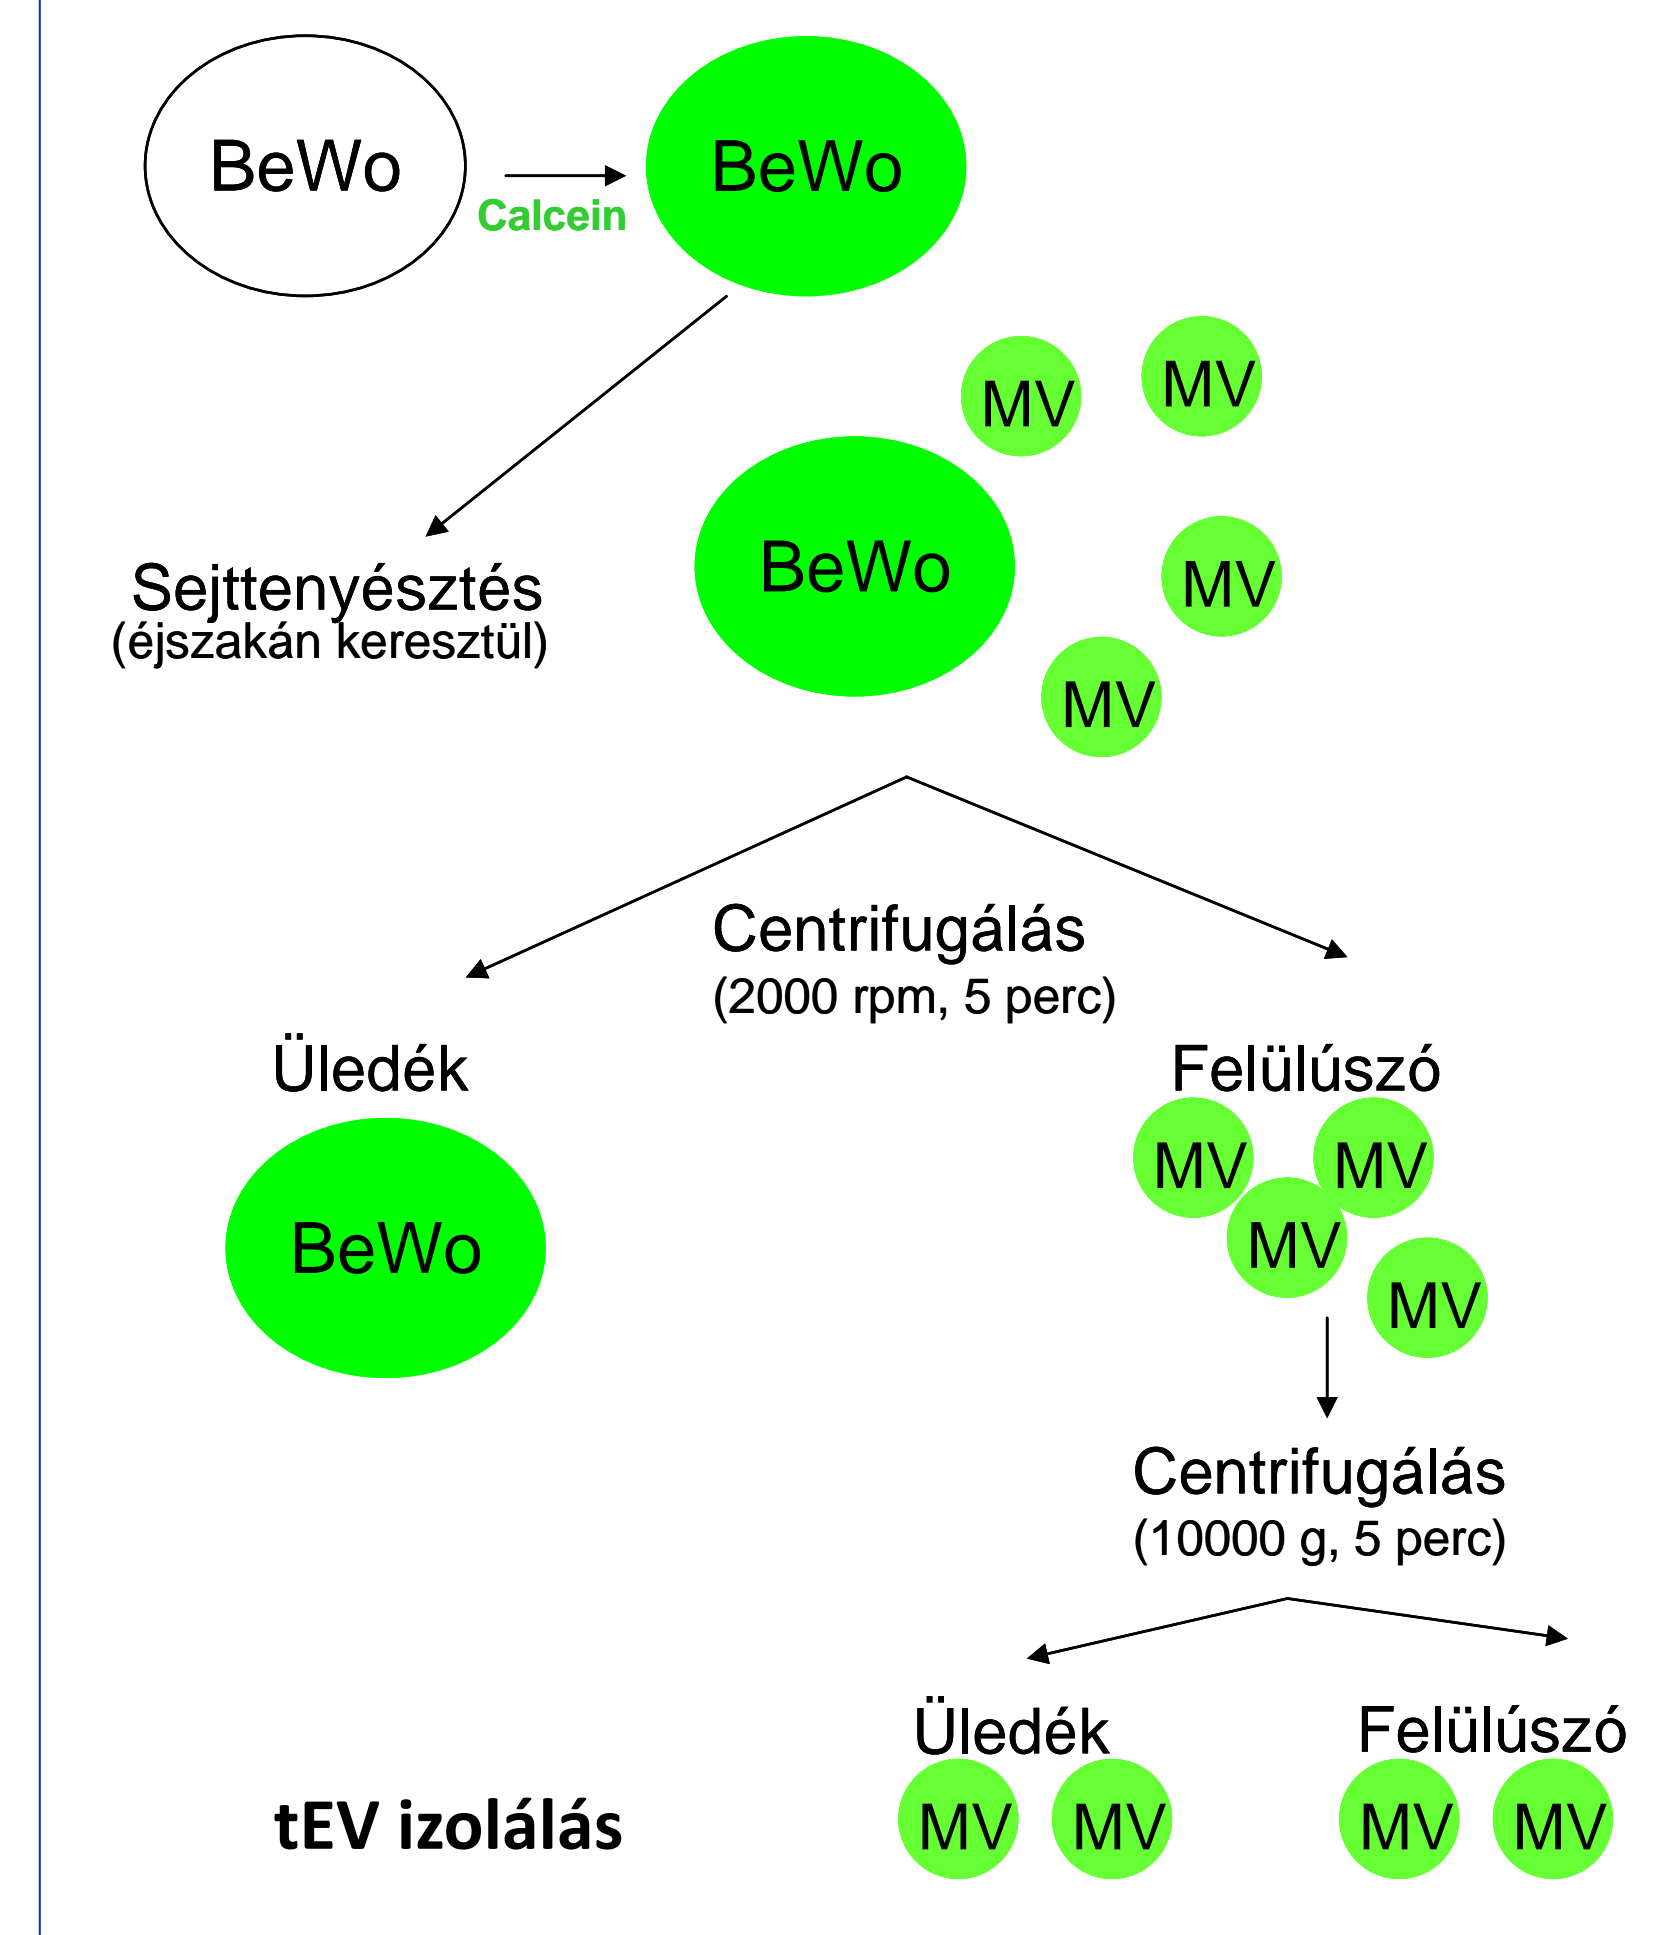 BeWo
Calcein
BeWo
MV
MV
BeWo
MV
MV
Sejttenyésztés
(éjszakán keresztül)
Centrifugálás
(2000 rpm, 5 perc)
Üledék
BeWo
Felülúszó
MV
MV
MV
MV
Centrifugálás
(10000 g, 5 perc)
Üledék
MV MV
Felülúszó
MV MV
tEV izolálás